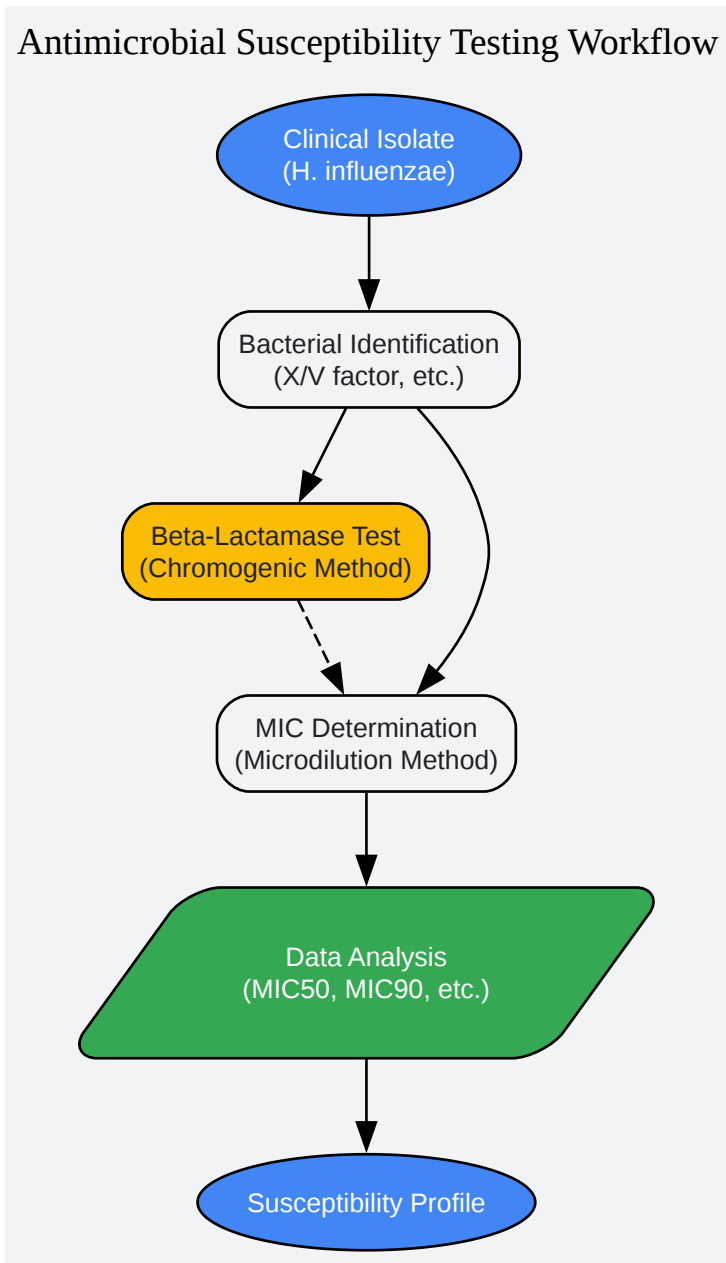 Antimicrobial Susceptibility Testing Workflow
Clinical Isolate
(H. influenzae)
Bacterial Identification
(X/V factor, etc.)
Beta-Lactamase Test
(Chromogenic Method)
MIC Determination
(Microdilution Method)
Data Analysis
(MIC50, MIC90, etc.)
Susceptibility Profile